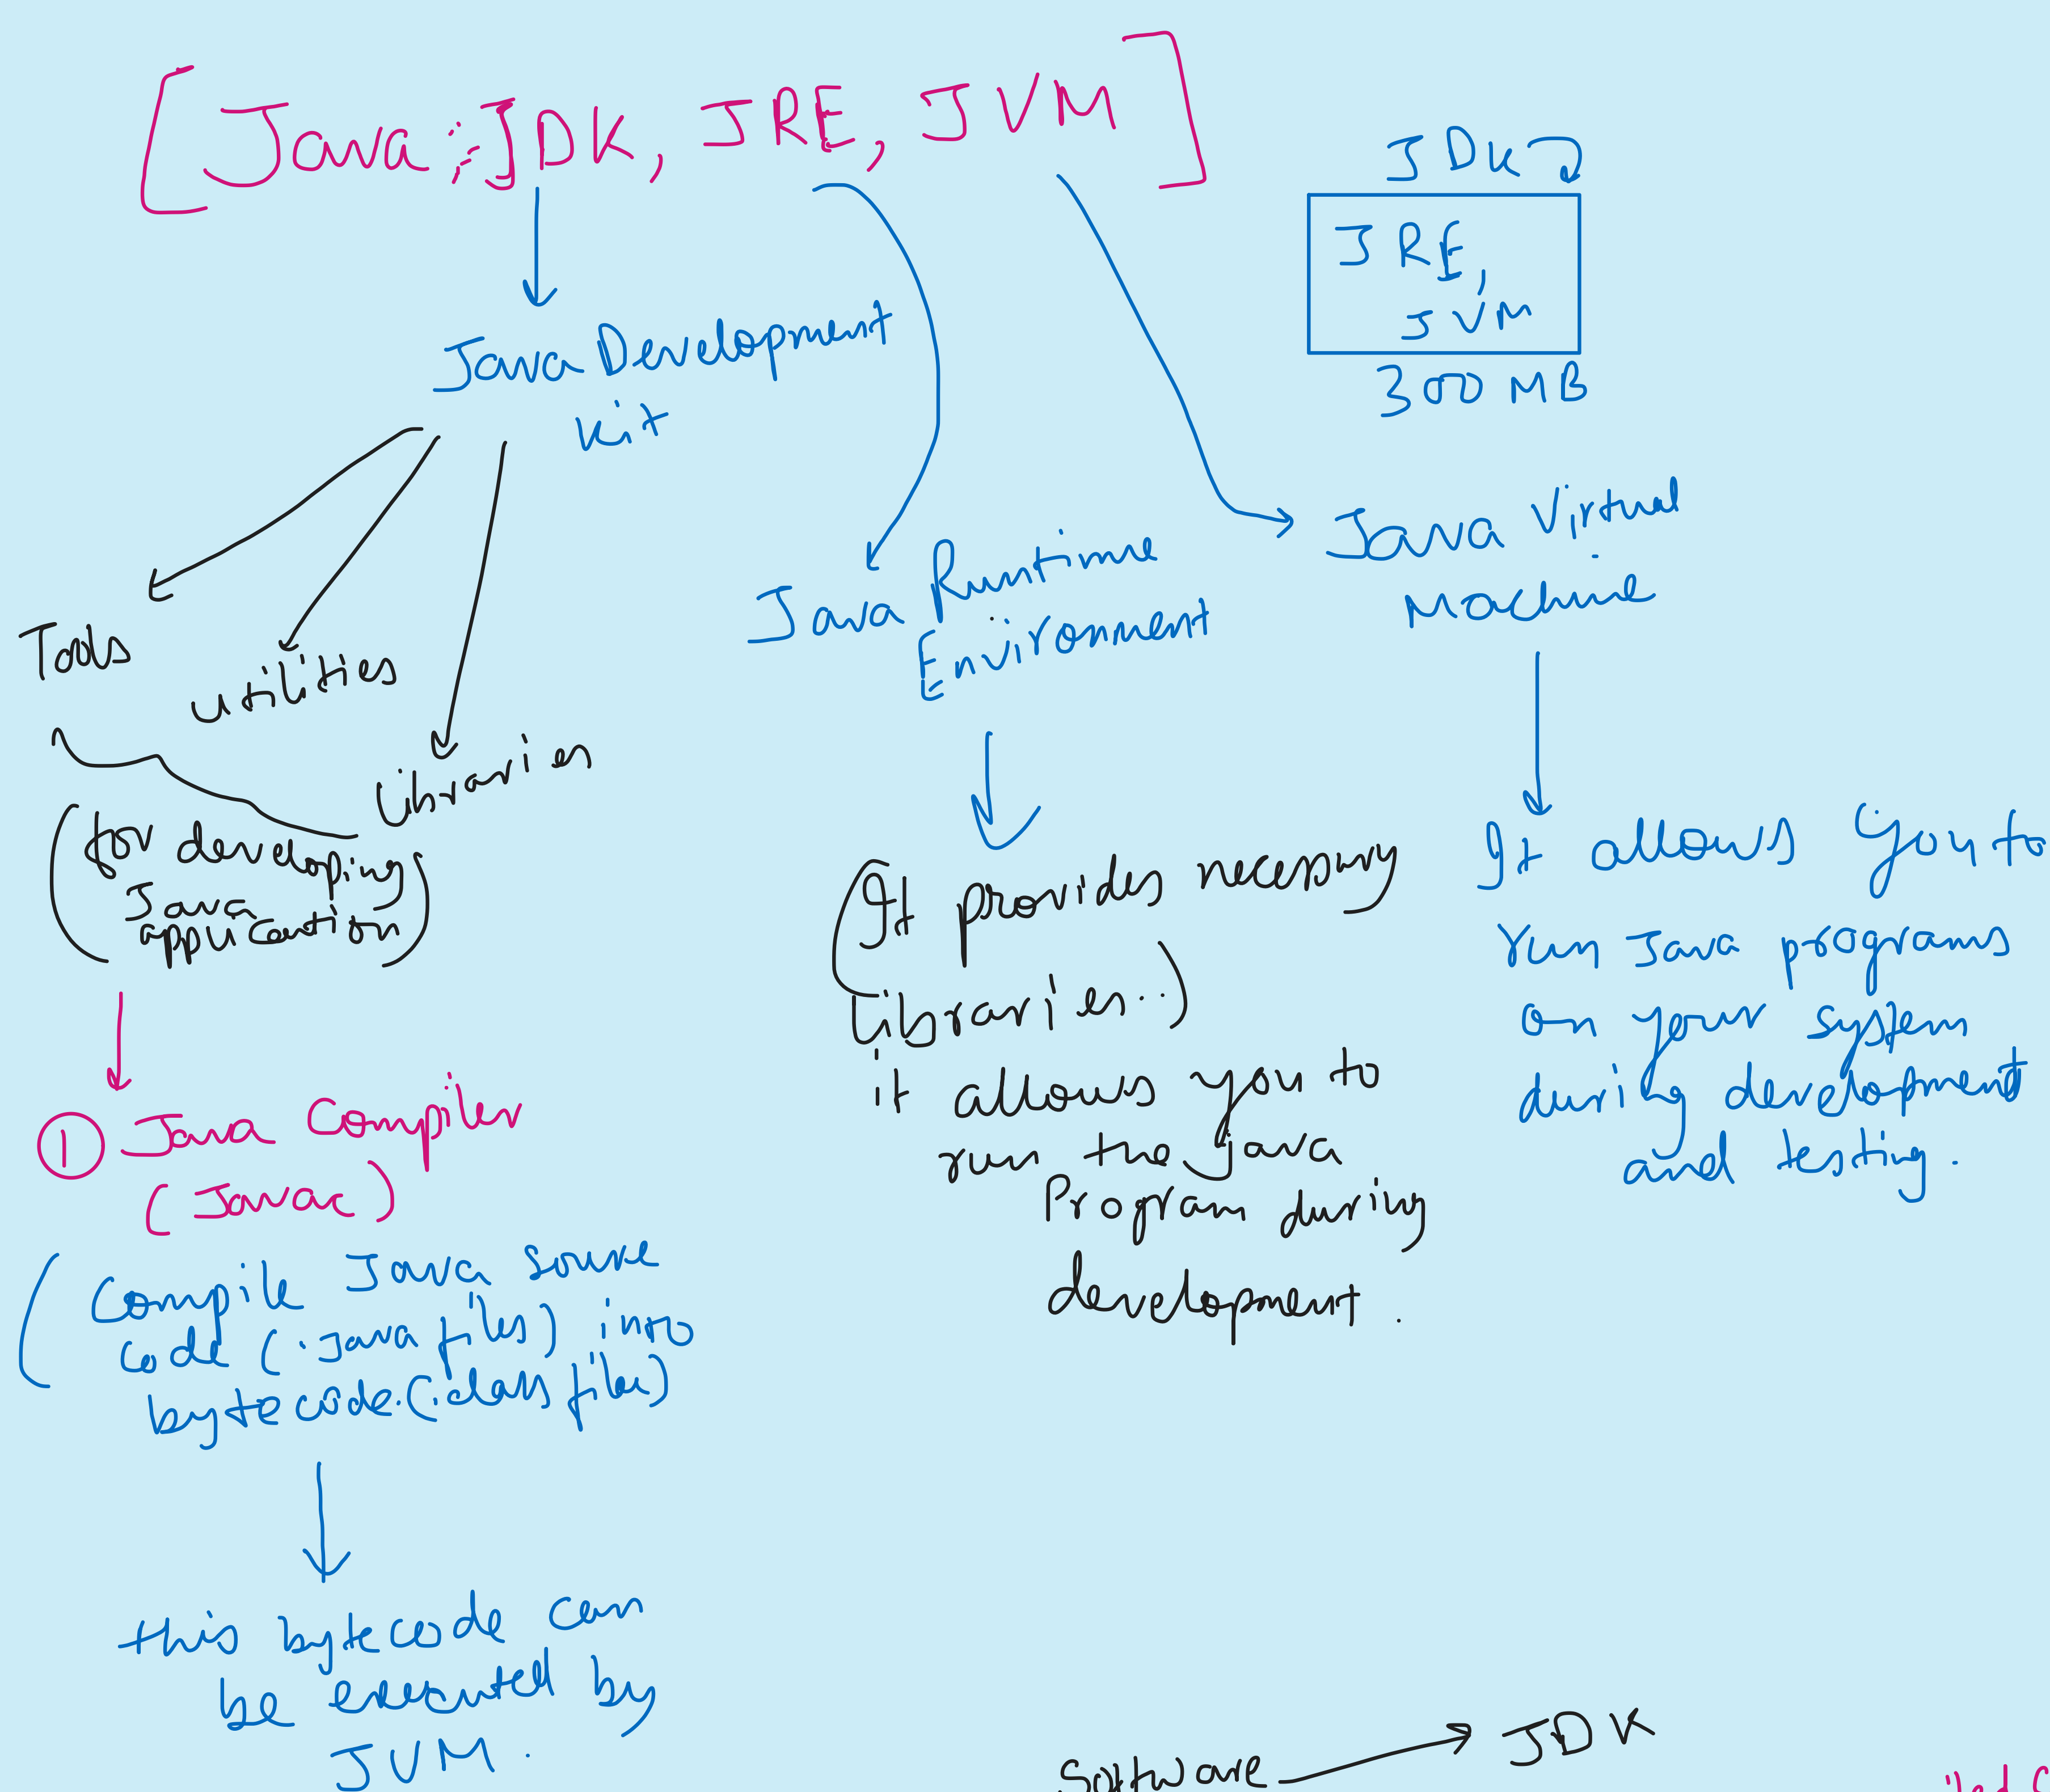 [Java : JDK, JRE, JVM]
JDK
JRE,
JVM
300 MB
Java Development
Kit
Tools
utilities
Libraries
(for developing
Java
application)
① Java Compiler
(Javac)
(Compile Java source
code (.java files) into
bytecode.(.class files)
this bytecode can
be executed by
JVM.
Java Runtime
Environment
(It provides necessary
Libraries..)
it allows you to
run the java
Program during
development.
Java Virtual
Machine
It allows you to
run Java programs
on your system
during development
and testing.
Software → JDK